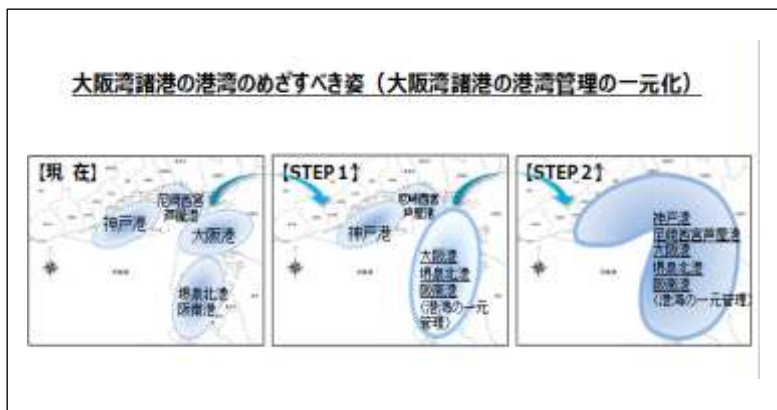 大阪湾諸港の港湾のめざすべき姿（大阪湾諸港の港湾管理の一元化）
【現 在】
尼崎西宮
芦屋港
神戸港
大阪港
堺泉北港
阪南港
【STEP 1】
尼崎西宮
芦屋港
神戸港
大阪港
堺泉北港
阪南港
（港湾の一元
管理）
【STEP 2】
神戸港
尼崎西宮芦屋港
大阪港
堺泉北港
阪南港
（港湾の一元管理）